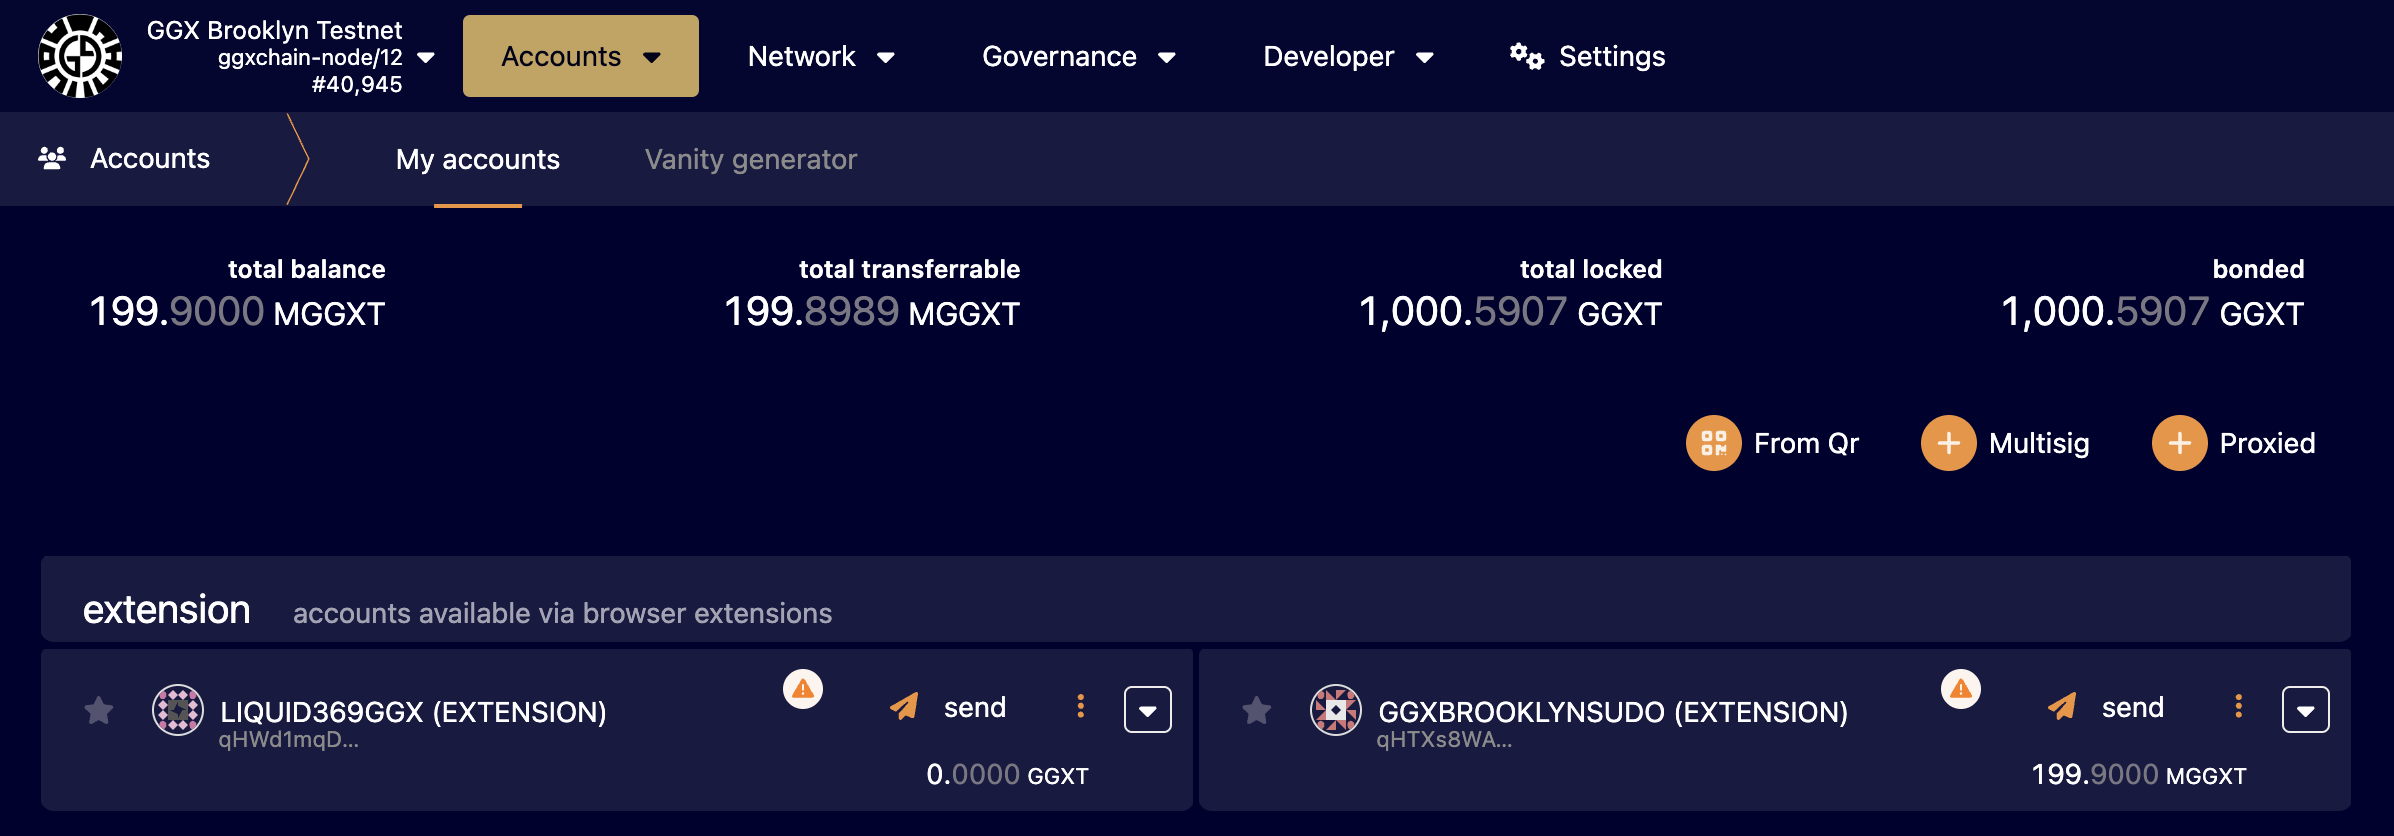 GGX Brooklyn Testnet
ggxchain-node/12
#40,945
Accounts
Network
Governance
Developer
Settings
Accounts
My accounts
Vanity generator
total balance
199.9000 MGGXT
total transferrable
199.8989 MGGXT
total locked
1,000.5907 GGXT
bonded
1,000.5907 GGXT
From Qr
Multisig
Proxied
extension
accounts available via browser extensions
LIQUID369GGX (EXTENSION)
qHWd1mqD...
send
0.0000 GGXT
GGXBROOKLYNSUDO (EXTENSION)
qHTXs8WA...
send
199.9000 MGGXT